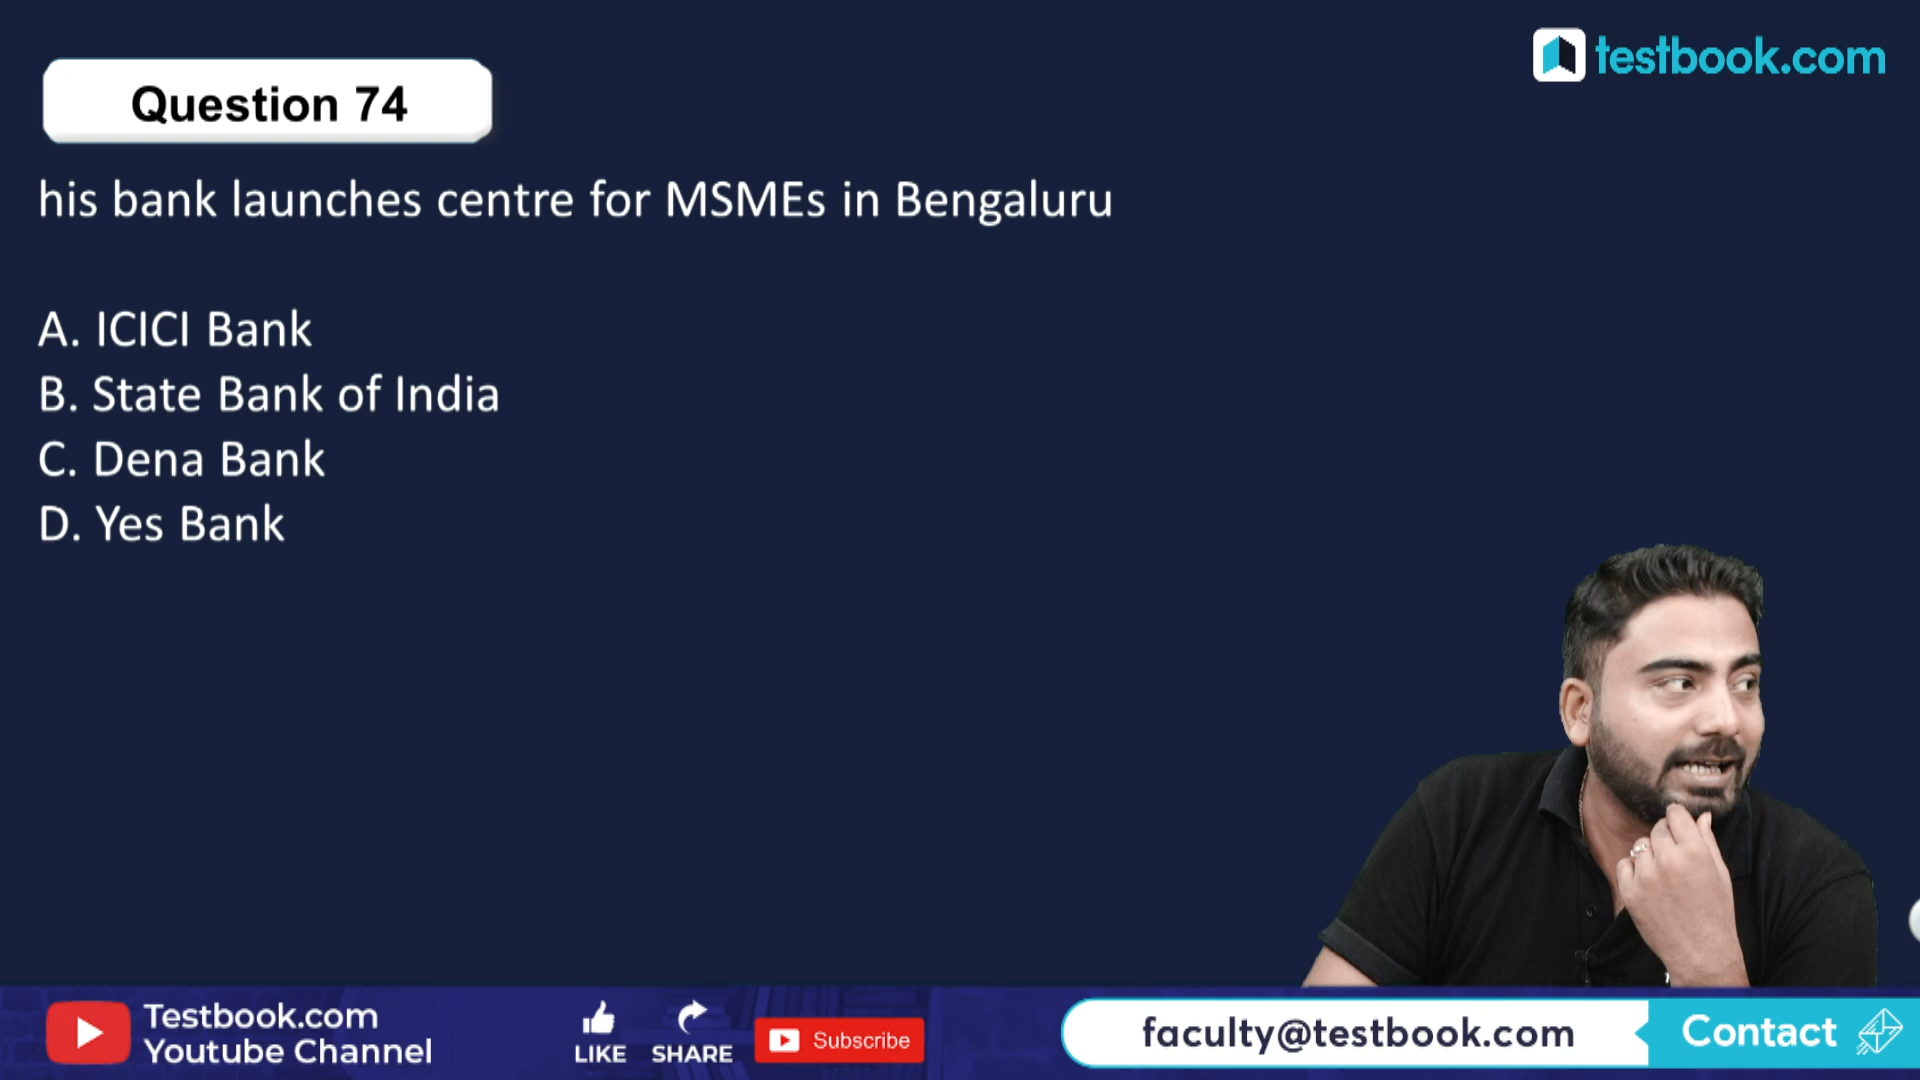 testbook.com
Question 74
his bank launches centre for MSMEs in Bengaluru
A. ICICI Bank
B. State Bank of India
C. Dena Bank
D. Yes Bank
Testbook.com
Youtube Channel
LIKE
SHARE
Subscribe
faculty@testbook.com
Contact